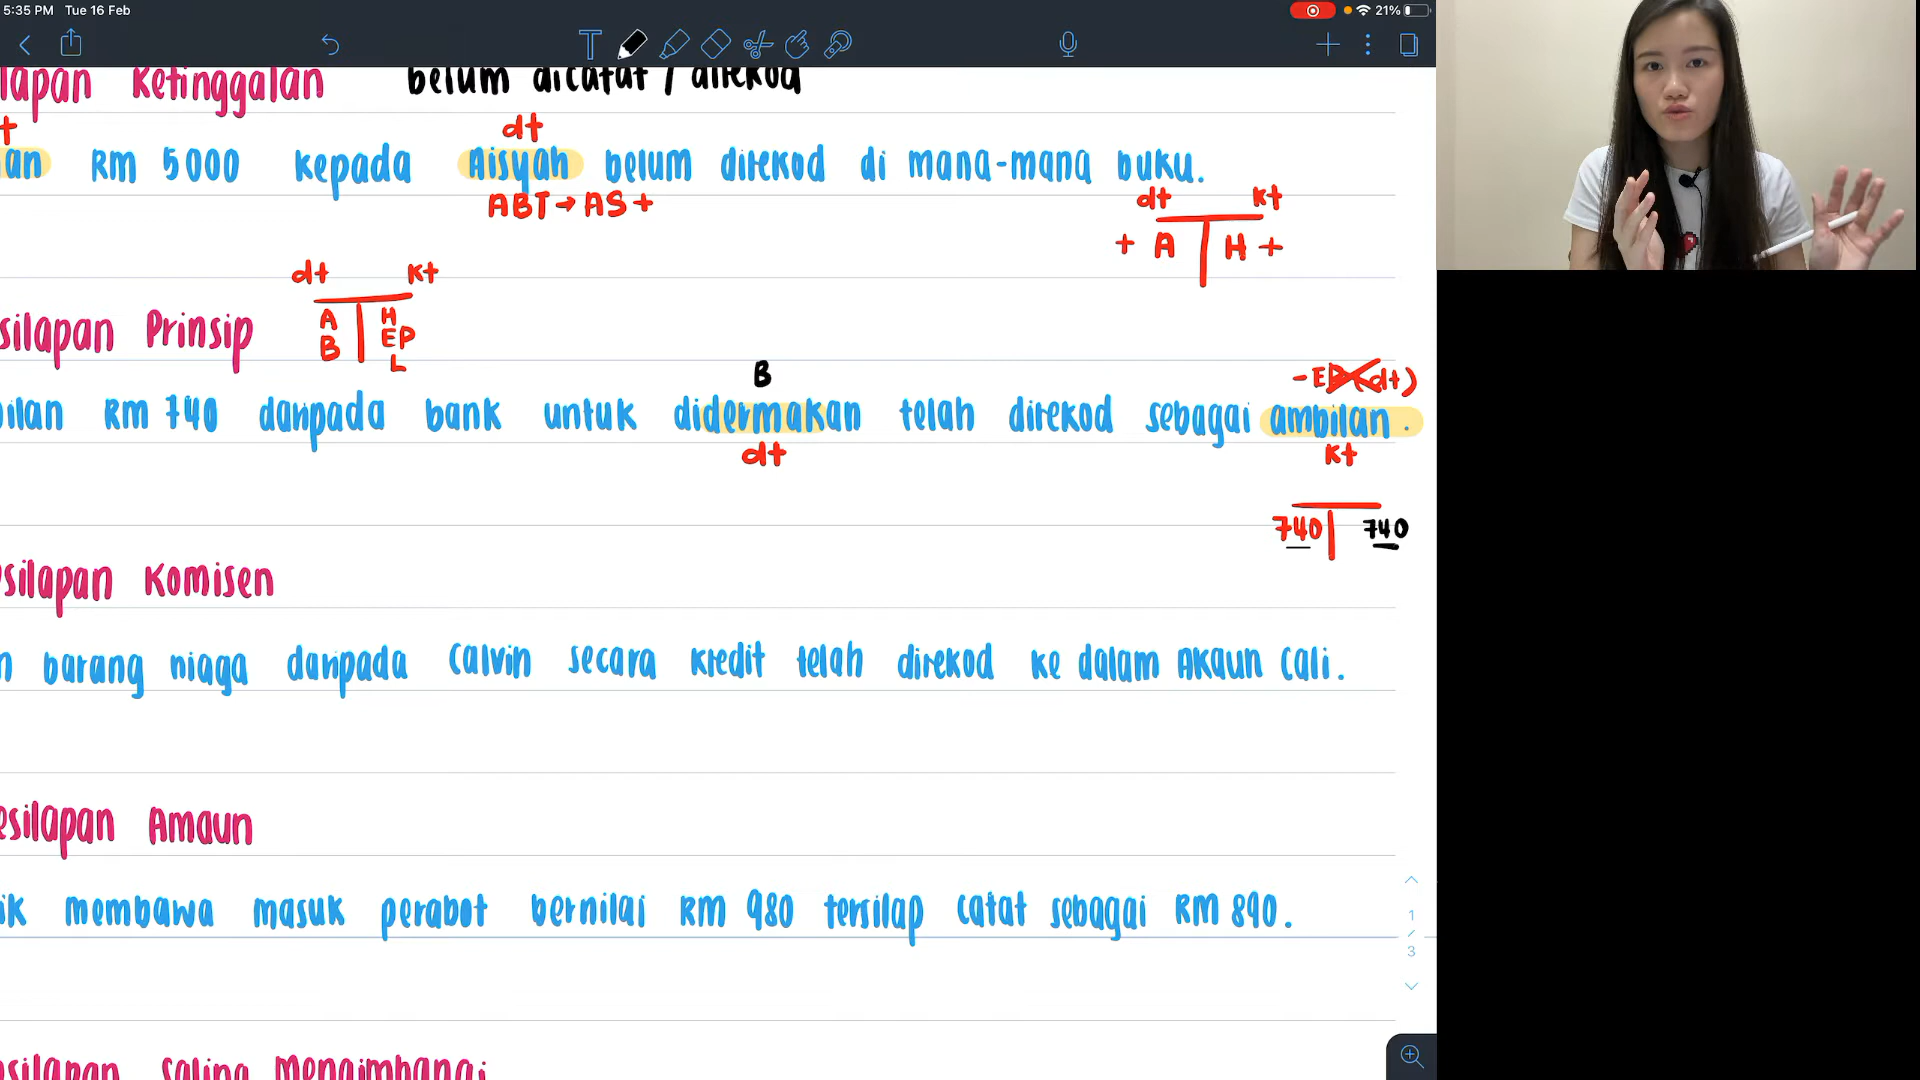 5:35 PM Tue 16 Feb 21%
lapan Ketinggalan belum dicatat / direkod
t dt
an RM 5000 kepada Aisyah belum direkod di mana-mana buku.
ABT → AS +
dt kt
+ A H +
dt kt
silapan Prinsip
A H
B EP
L
B
- EP (dt)
bilan RM 740 daripada bank untuk didermakan telah direkod sebagai ambilan.
dt kt
740 740
silapan Komisen
n barang niaga daripada Calvin secara kredit telah direkod ke dalam Akaun Cali.
esilapan Amaun
ik membawa masuk perabot bernilai RM 980 tersilap catat sebagai RM 890.
1
/
3
silapan saling Mengimbangi